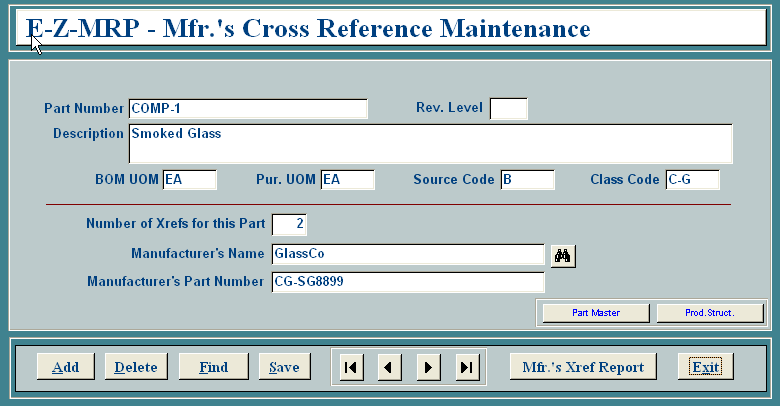 E-Z-MRP - Mfr.'s Cross Reference Maintenance
Part Number COMP-1 Rev. Level
Description Smoked Glass
BOM UOM EA Pur. UOM EA Source Code B Class Code C-G
Number of Xrefs for this Part 2
Manufacturer's Name GlassCo
Manufacturer's Part Number CG-SG8899
Part Master Prod.Struct.
Add Delete Find Save Mfr.'s Xref Report Exit